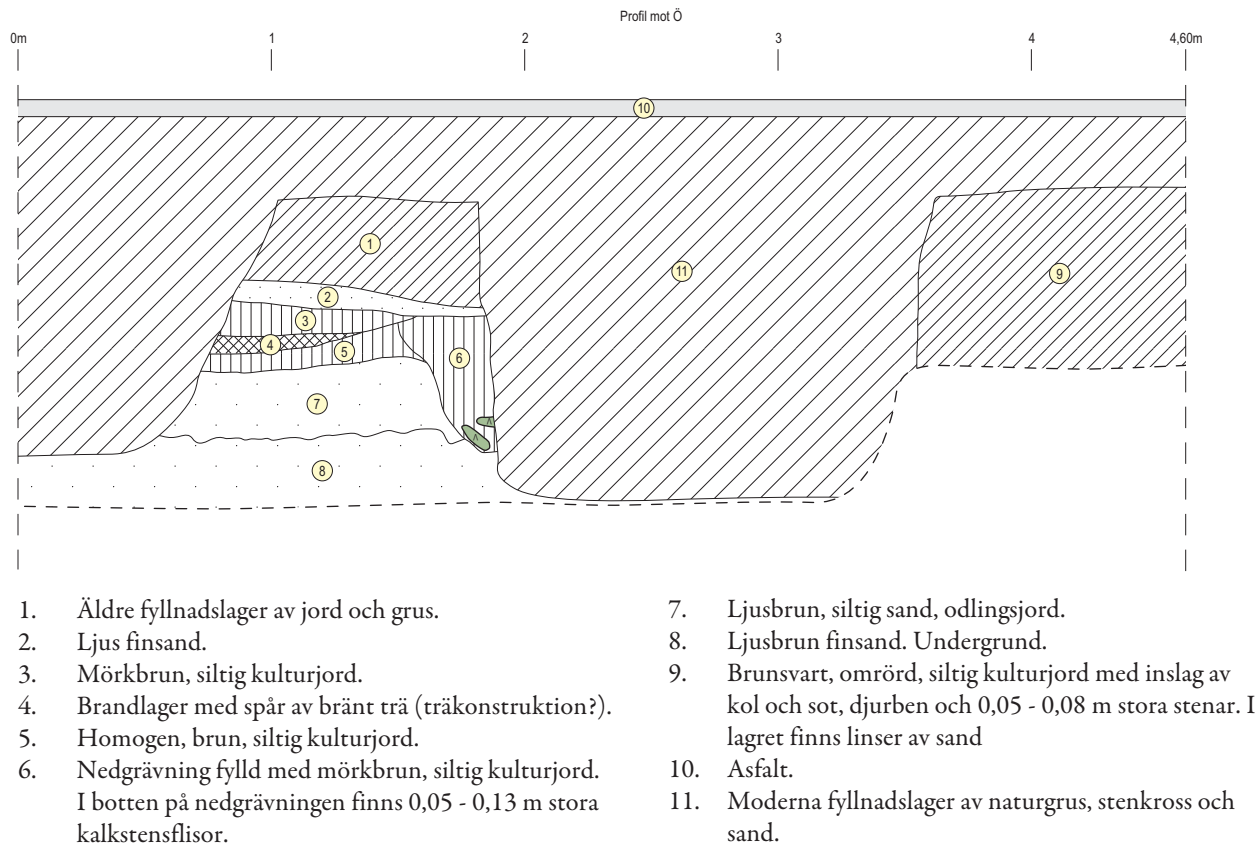 Profil mot Ö
0m 1 2 3 4 4,60m
10
1
11
9
2
3
4
5
6
7
8
1. Äldre fyllnadslager av jord och grus.
2. Ljus finsand.
3. Mörkbrun, siltig kulturjord.
4. Brandlager med spår av bränt trä (träkonstruktion?).
5. Homogen, brun, siltig kulturjord.
6. Nedgrävning fylld med mörkbrun, siltig kulturjord.
I botten på nedgrävningen finns 0,05 - 0,13 m stora
kalkstensflisor.
7. Ljusbrun, siltig sand, odlingsjord.
8. Ljusbrun finsand. Undergrund.
9. Brunsvart, omrörd, siltig kulturjord med inslag av
kol och sot, djurben och 0,05 - 0,08 m stora stenar. I
lagret finns linser av sand
10. Asfalt.
11. Moderna fyllnadslager av naturgrus, stenkross och
sand.